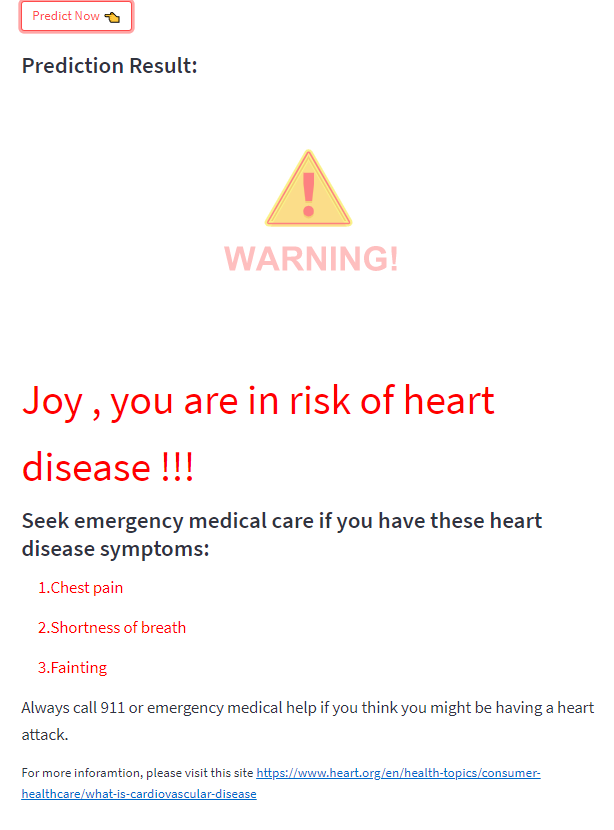 Predict Now 👈
Prediction Result:
WARNING!
Joy , you are in risk of heart
disease !!!
Seek emergency medical care if you have these heart
disease symptoms:
1.Chest pain
2.Shortness of breath
3.Fainting
Always call 911 or emergency medical help if you think you might be having a heart
attack.
For more inforamtion, please visit this site https://www.heart.org/en/health-topics/consumer-
healthcare/what-is-cardiovascular-disease